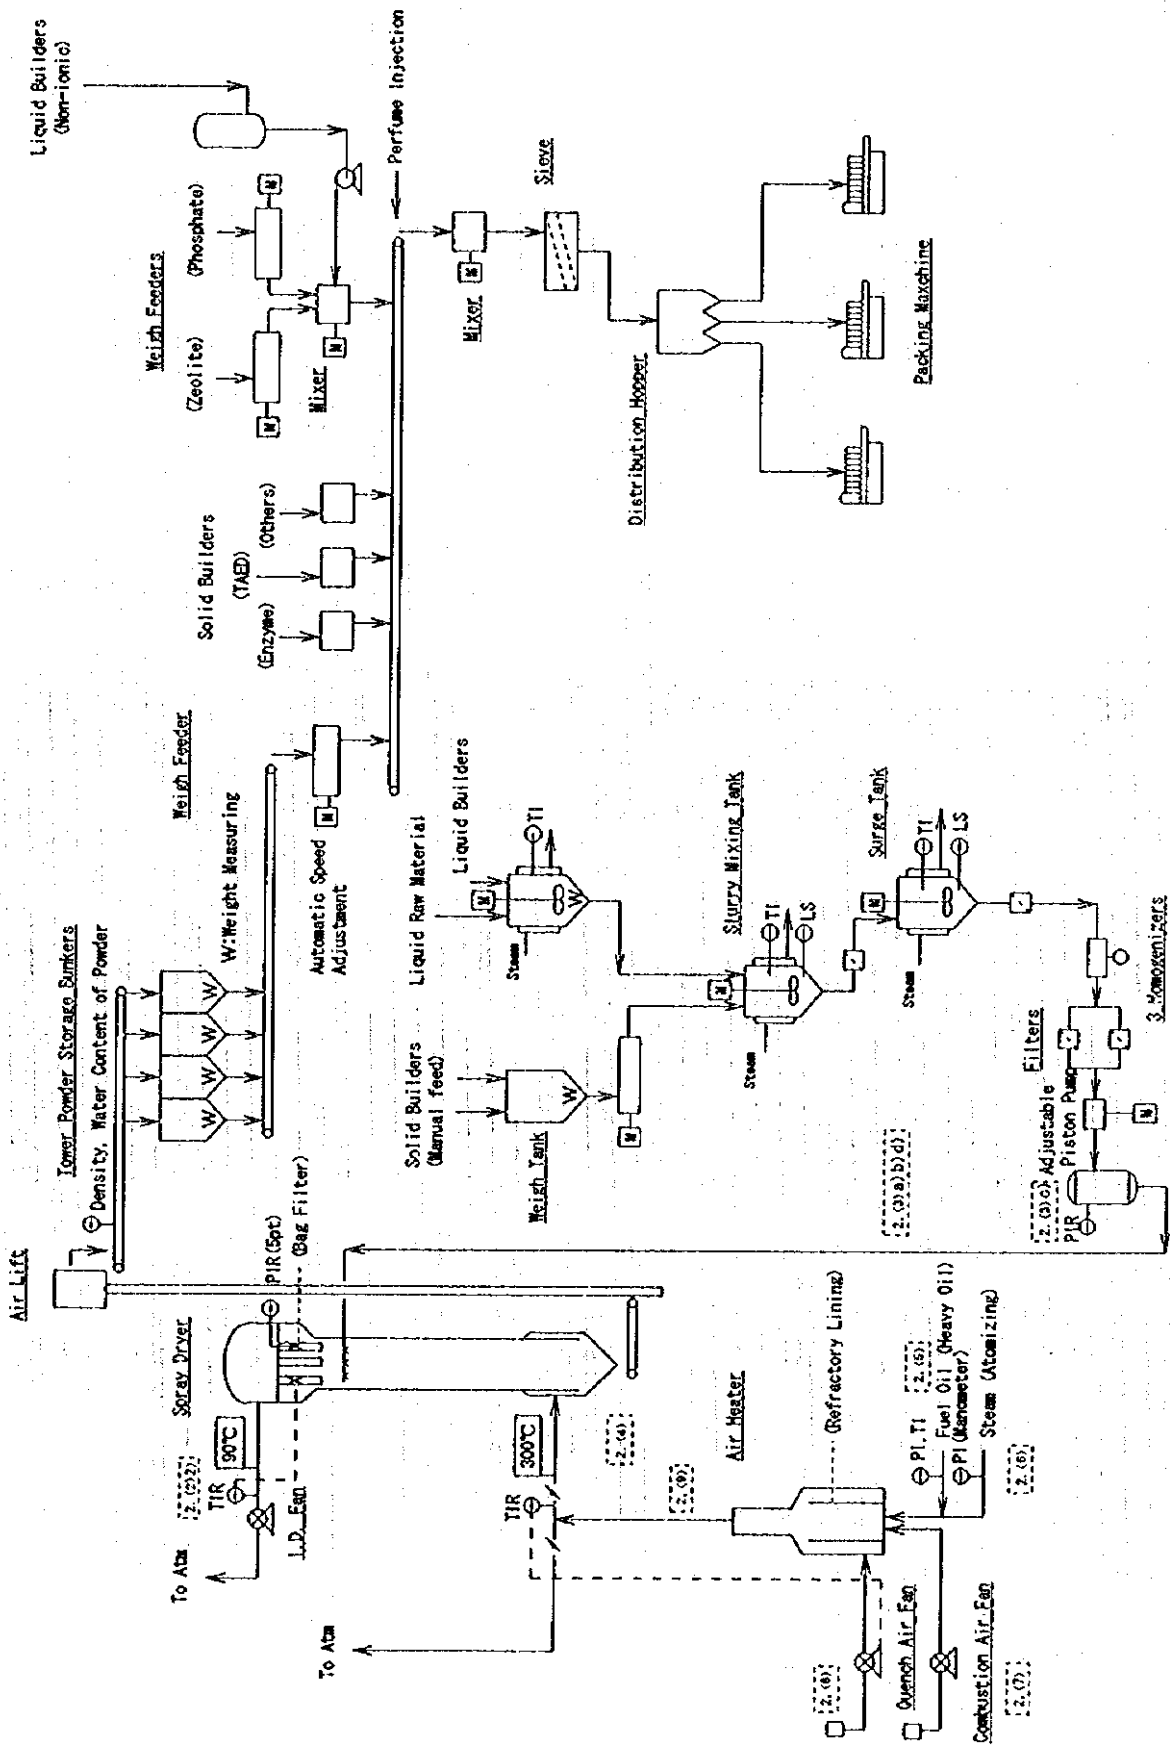 Air Lift
Tower Powder Storage Bunkers
Density, Water Content of Powder
W
W
W
W
W:Weight Measuring
Weigh Feeder
M
Automatic Speed
Adjustment
Solid Builders
(Enzyme)
(TAED)
(Others)
Weigh Feeders
(Zeolite)
(Phosphate)
M
M
M
Mixer
Liquid Builders
(Non-ionic)
Perfume Injection
Spray Dryer
PIR(5pt)
(Bag Filter)
90℃
2.(2)2)
TIR
I.D. Fan
To Atm
300℃
TIR
2.(4)
2.(9)
To Atm
Air Heater
(Refractory Lining)
2.(8)
Quench Air Fan
Combustion Air Fan
2.(7)
PI,TI
2.(5)
Fuel Oil (Heavy Oil)
PI(Manometer)
Steam (Atomizing)
2.(6)
Solid Builders
(Manual feed)
Weigh Tank
W
M
Liquid Raw Material
Liquid Builders
M
TI
W
Steam
Slurry Mixing Tank
M
TI
LS
Steam
Surge Tank
M
TI
LS
Steam
2.(3)a)b)d)
2.(3)c)
Adjustable
Piston Pump
PIR
M
Filters
3 Homogenizers
Mixer
M
Sieve
Distribution Hopper
Packing Maxchine